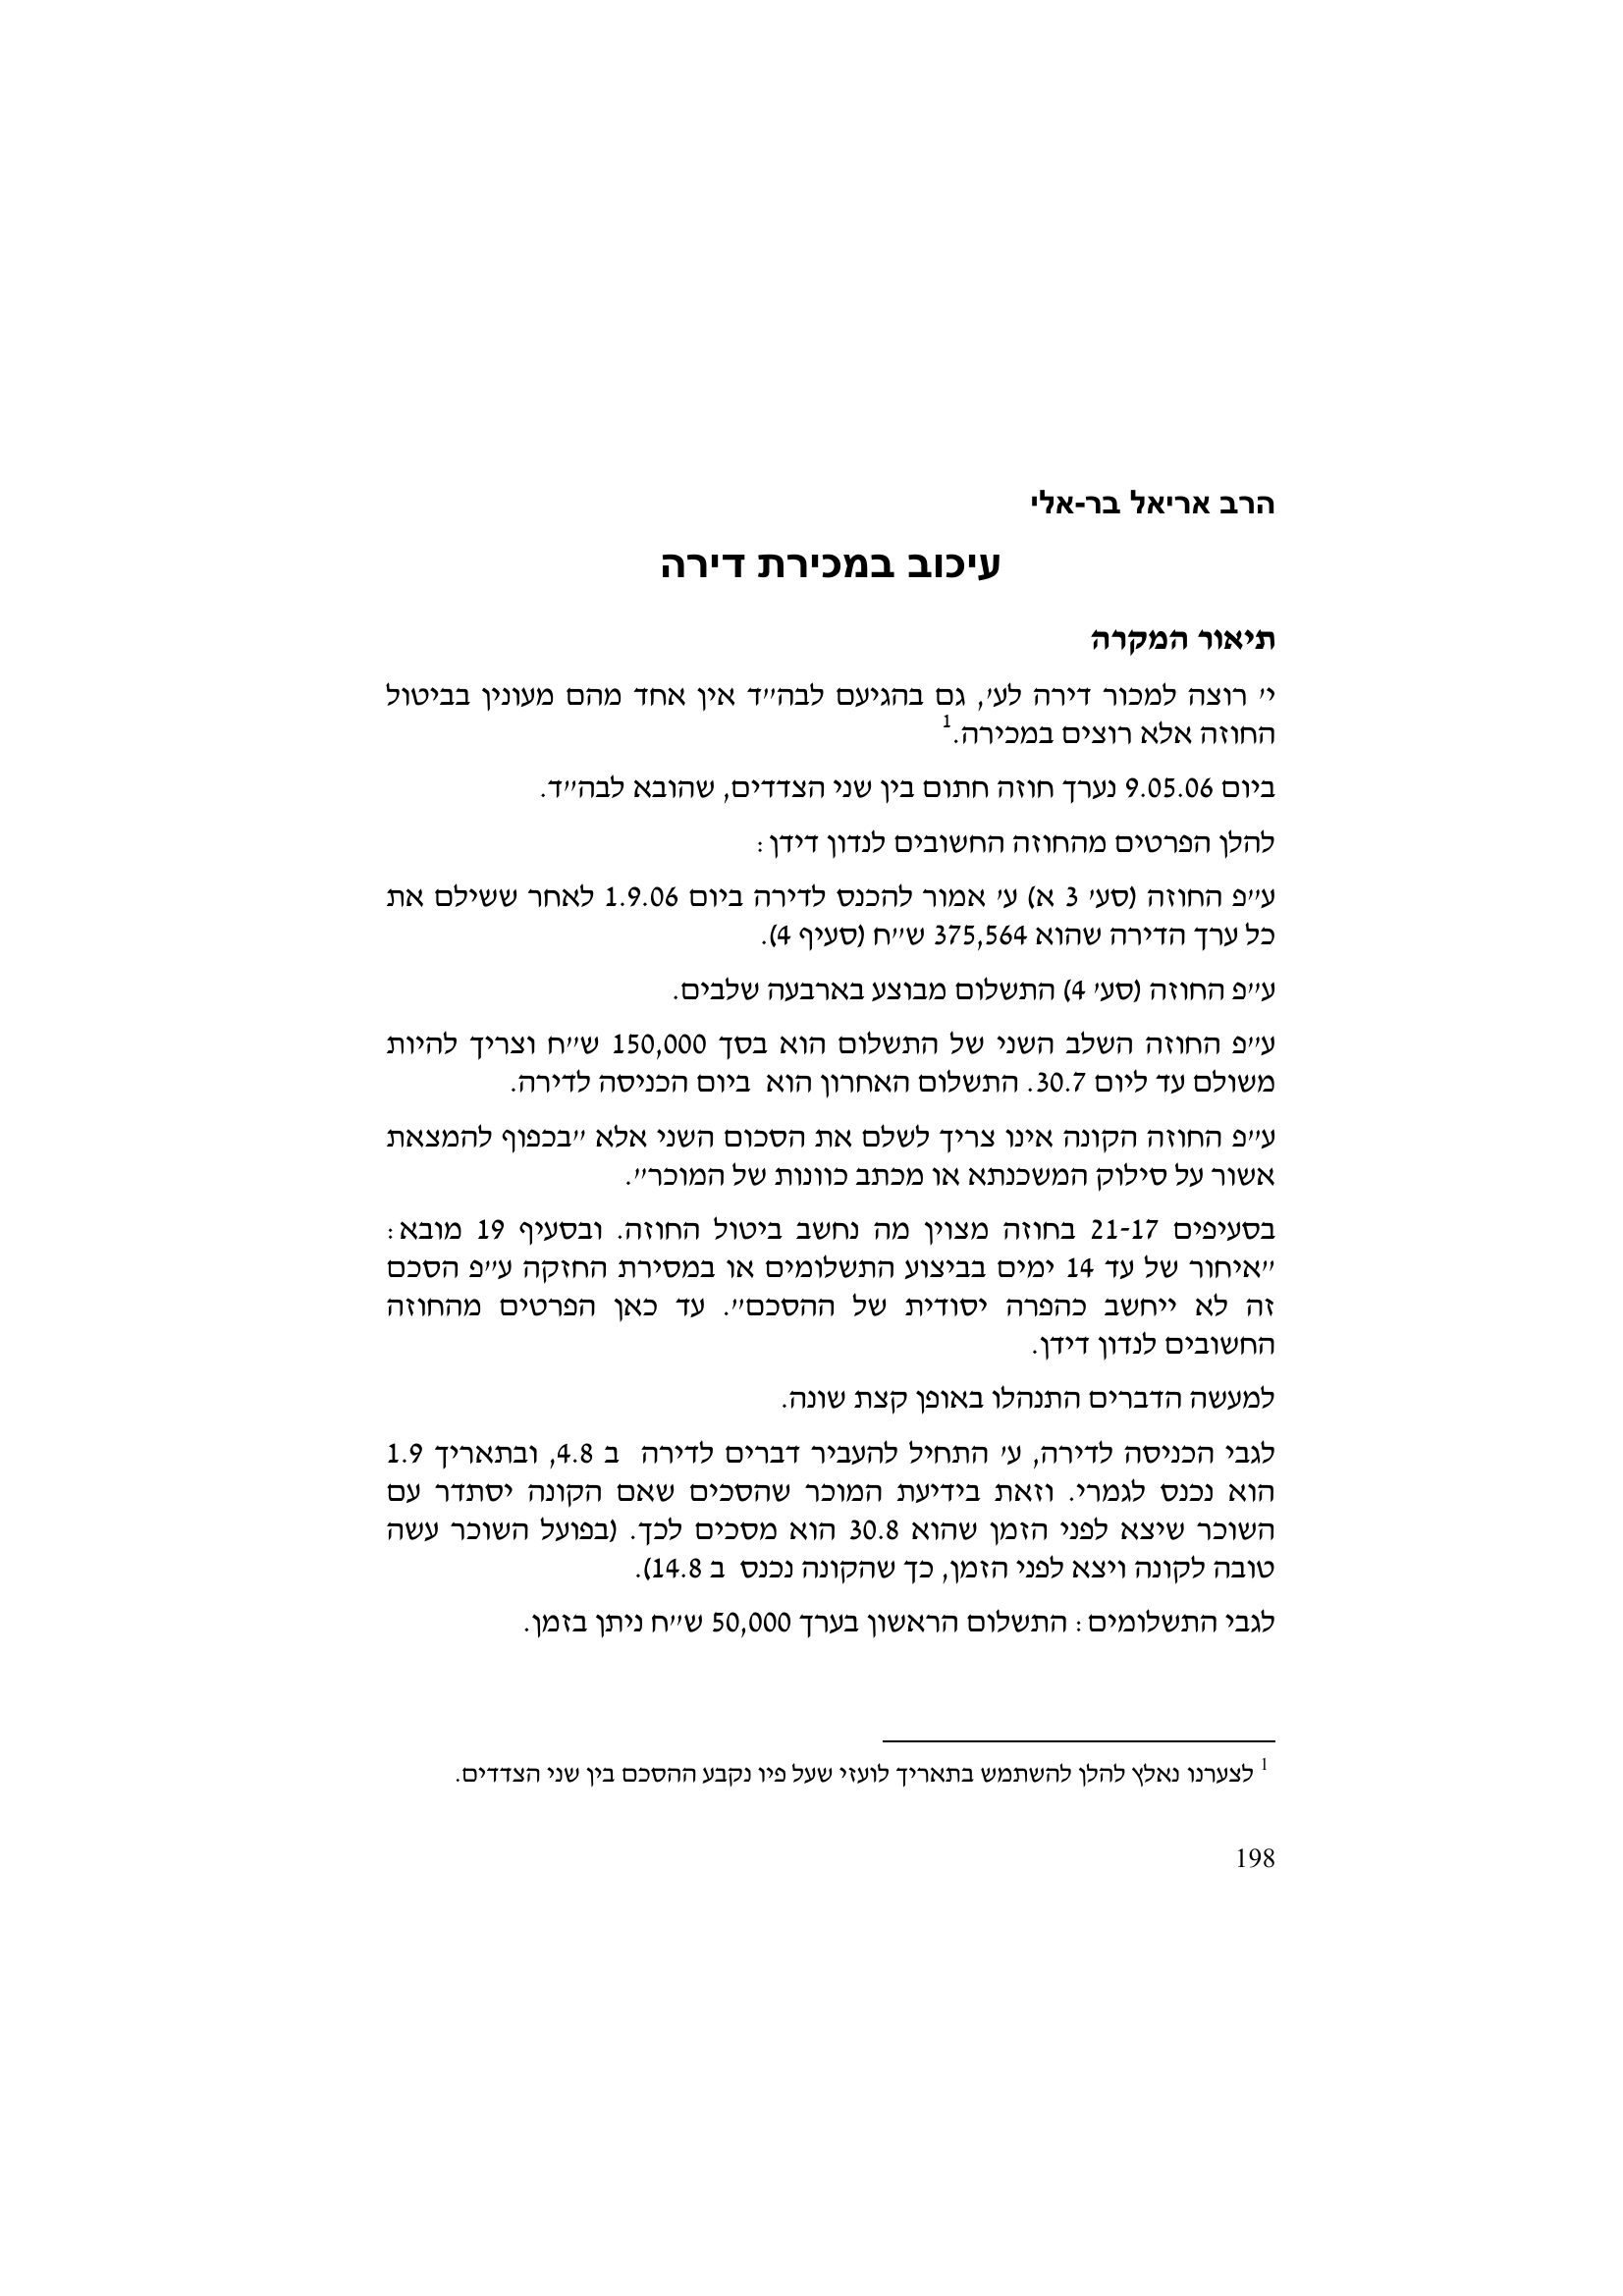 הרב אריאל בר-אלי
עיכוב במכירת דירה
תיאור המקרה
י' רוצה למכור דירה לע', גם בהגיעם לבה"ד אין אחד מהם מעונין בביטול
החוזה אלא רוצים במכירה.1
ביום 9.05.06 נערך חוזה חתום בין שני הצדדים, שהובא לבה"ד.
להלן הפרטים מהחוזה החשובים לנדון דידן:
ע"פ החוזה (סע' 3 א) ע' אמור להכנס לדירה ביום 1.9.06 לאחר ששילם את
כל ערך הדירה שהוא 375,564 ש"ח (סעיף 4).
ע"פ החוזה (סע' 4) התשלום מבוצע בארבעה שלבים.
ע"פ החוזה השלב השני של התשלום הוא בסך 150,000 ש"ח וצריך להיות
משולם עד ליום 30.7. התשלום האחרון הוא ביום הכניסה לדירה.
ע"פ החוזה הקונה אינו צריך לשלם את הסכום השני אלא "בכפוף להמצאת
אשור על סילוק המשכנתא או מכתב כוונות של המוכר".
בסעיפים 21-17 בחוזה מצוין מה נחשב ביטול החוזה. ובסעיף 19 מובא:
"איחור של עד 14 ימים בביצוע התשלומים או במסירת החזקה ע"פ הסכם
זה לא ייחשב כהפרה יסודית של ההסכם". עד כאן הפרטים מהחוזה
החשובים לנדון דידן.
למעשה הדברים התנהלו באופן קצת שונה.
לגבי הכניסה לדירה, ע' התחיל להעביר דברים לדירה ב 4.8, ובתאריך 1.9
הוא נכנס לגמרי. וזאת בידיעת המוכר שהסכים שאם הקונה יסתדר עם
השוכר שיצא לפני הזמן שהוא 30.8 הוא מסכים לכך. (בפועל השוכר עשה
טובה לקונה ויצא לפני הזמן, כך שהקונה נכנס ב 14.8).
לגבי התשלומים: התשלום הראשון בערך 50,000 ש"ח ניתן בזמן.
1 לצערנו נאלץ להלן להשתמש בתאריך לועזי שעל פיו נקבע ההסכם בין שני הצדדים.
198